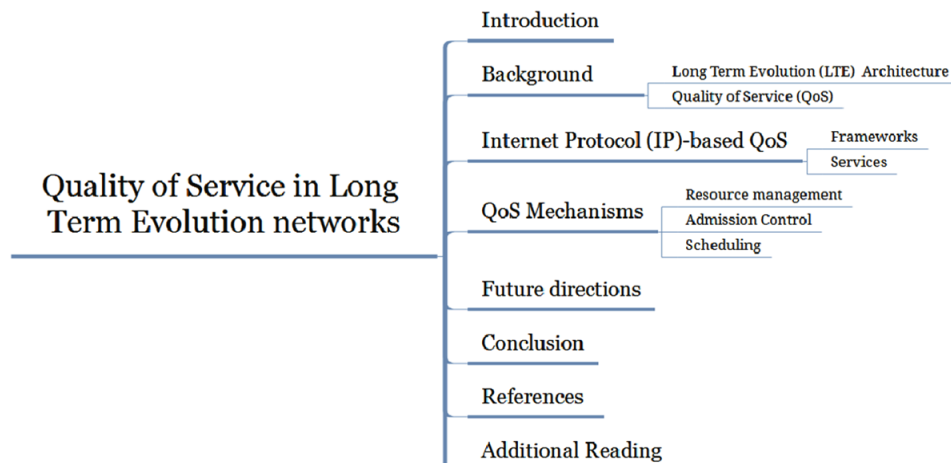 Quality of Service in Long
Term Evolution networks
Introduction
Background
Long Term Evolution (LTE) Architecture
Quality of Service (QoS)
Internet Protocol (IP)-based QoS
Frameworks
Services
QoS Mechanisms
Resource management
Admission Control
Scheduling
Future directions
Conclusion
References
Additional Reading